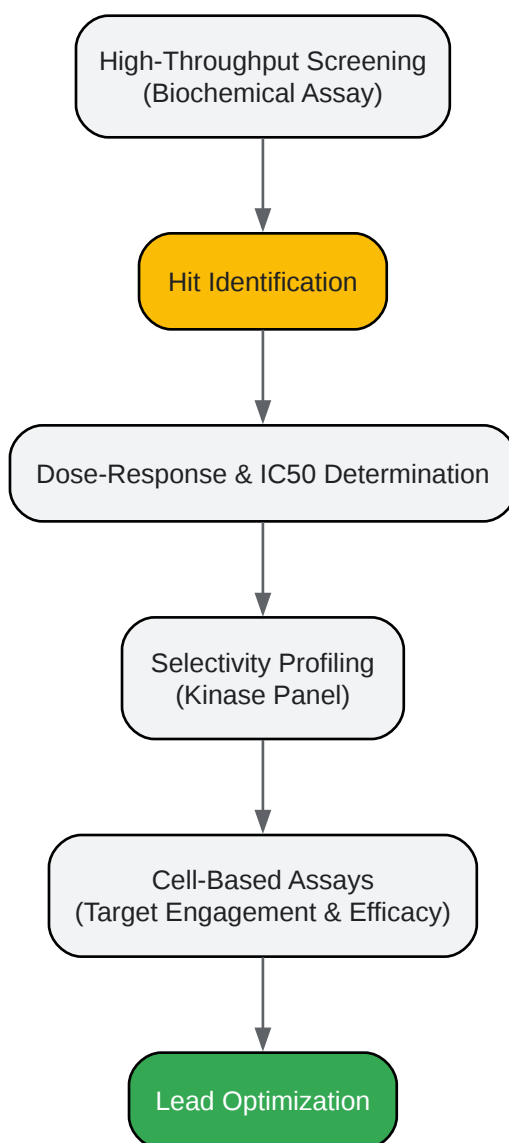 High-Throughput Screening
(Biochemical Assay)
Hit Identification
Dose-Response & IC50 Determination
Selectivity Profiling
(Kinase Panel)
Cell-Based Assays
(Target Engagement & Efficacy)
Lead Optimization